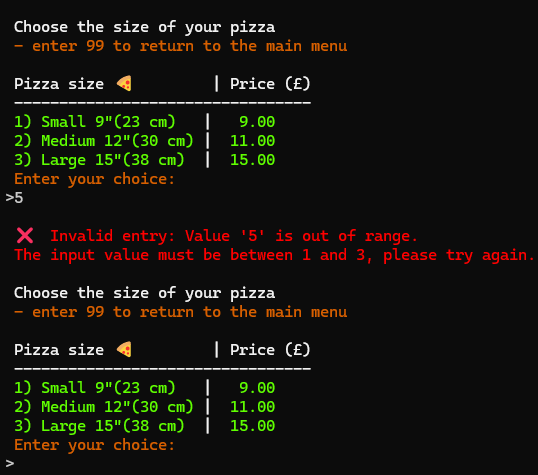 Choose the size of your pizza
- enter 99 to return to the main menu
Pizza size 🍕 | Price (£)
---------------------------------
1) Small 9"(23 cm) | 9.00
2) Medium 12"(30 cm) | 11.00
3) Large 15"(38 cm) | 15.00
Enter your choice:
>5
❌ Invalid entry: Value '5' is out of range.
The input value must be between 1 and 3, please try again.
Choose the size of your pizza
- enter 99 to return to the main menu
Pizza size 🍕 | Price (£)
---------------------------------
1) Small 9"(23 cm) | 9.00
2) Medium 12"(30 cm) | 11.00
3) Large 15"(38 cm) | 15.00
Enter your choice:
>